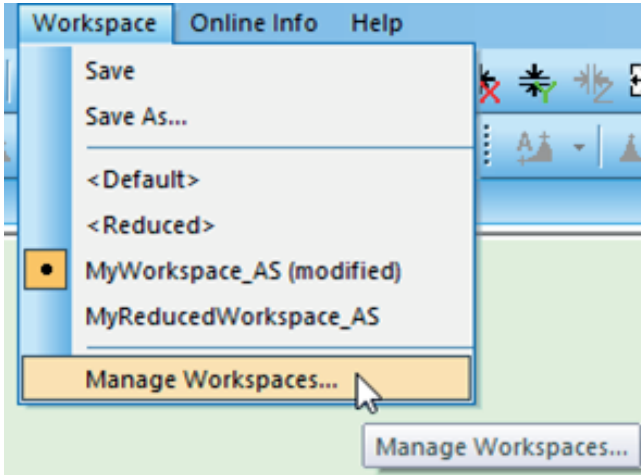 Workspace Online Info Help
Save
Save As...
<Default>
<Reduced>
MyWorkspace_AS (modified)
MyReducedWorkspace_AS
Manage Workspaces...
Manage Workspaces...